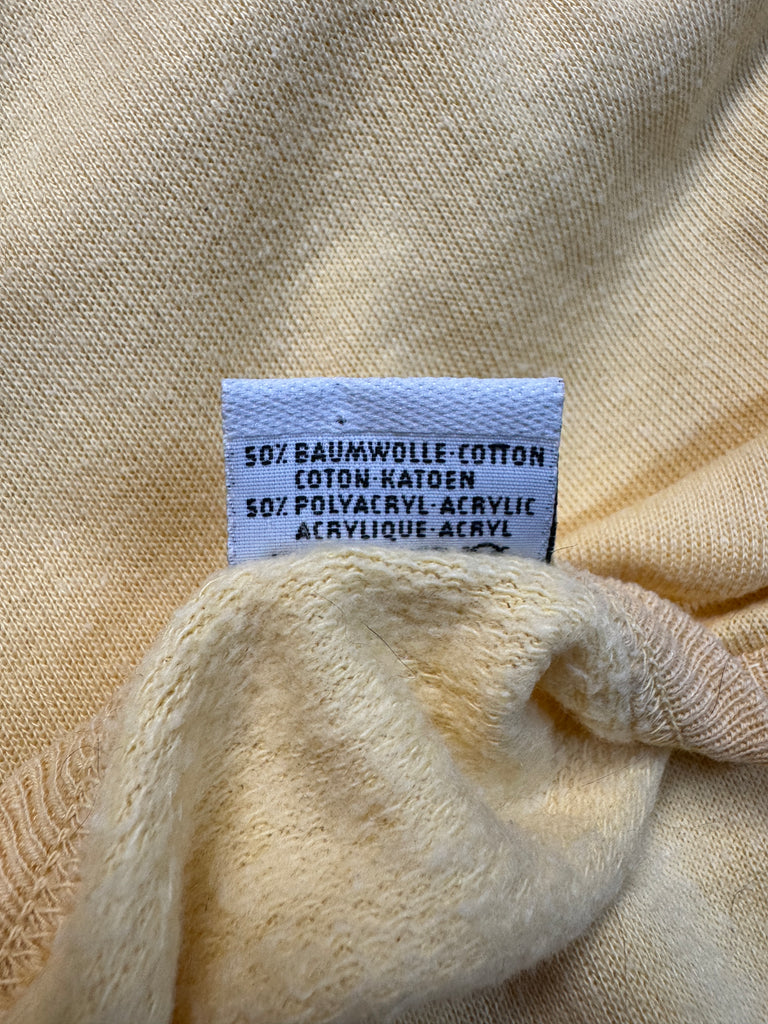 50% BAUMWOLLE·COTTON
COTON·KATOEN
50% POLYACRYL·ACRYLIC
ACRYLIQUE·ACRYL